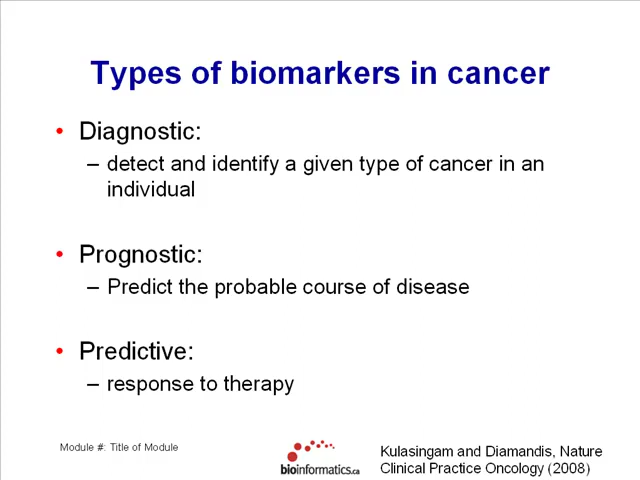 Types of biomarkers in cancer
• Diagnostic:
– detect and identify a given type of cancer in an
individual
• Prognostic:
– Predict the probable course of disease
• Predictive:
– response to therapy
Module #: Title of Module
bioinformatics.ca
Kulasingam and Diamandis, Nature
Clinical Practice Oncology (2008)